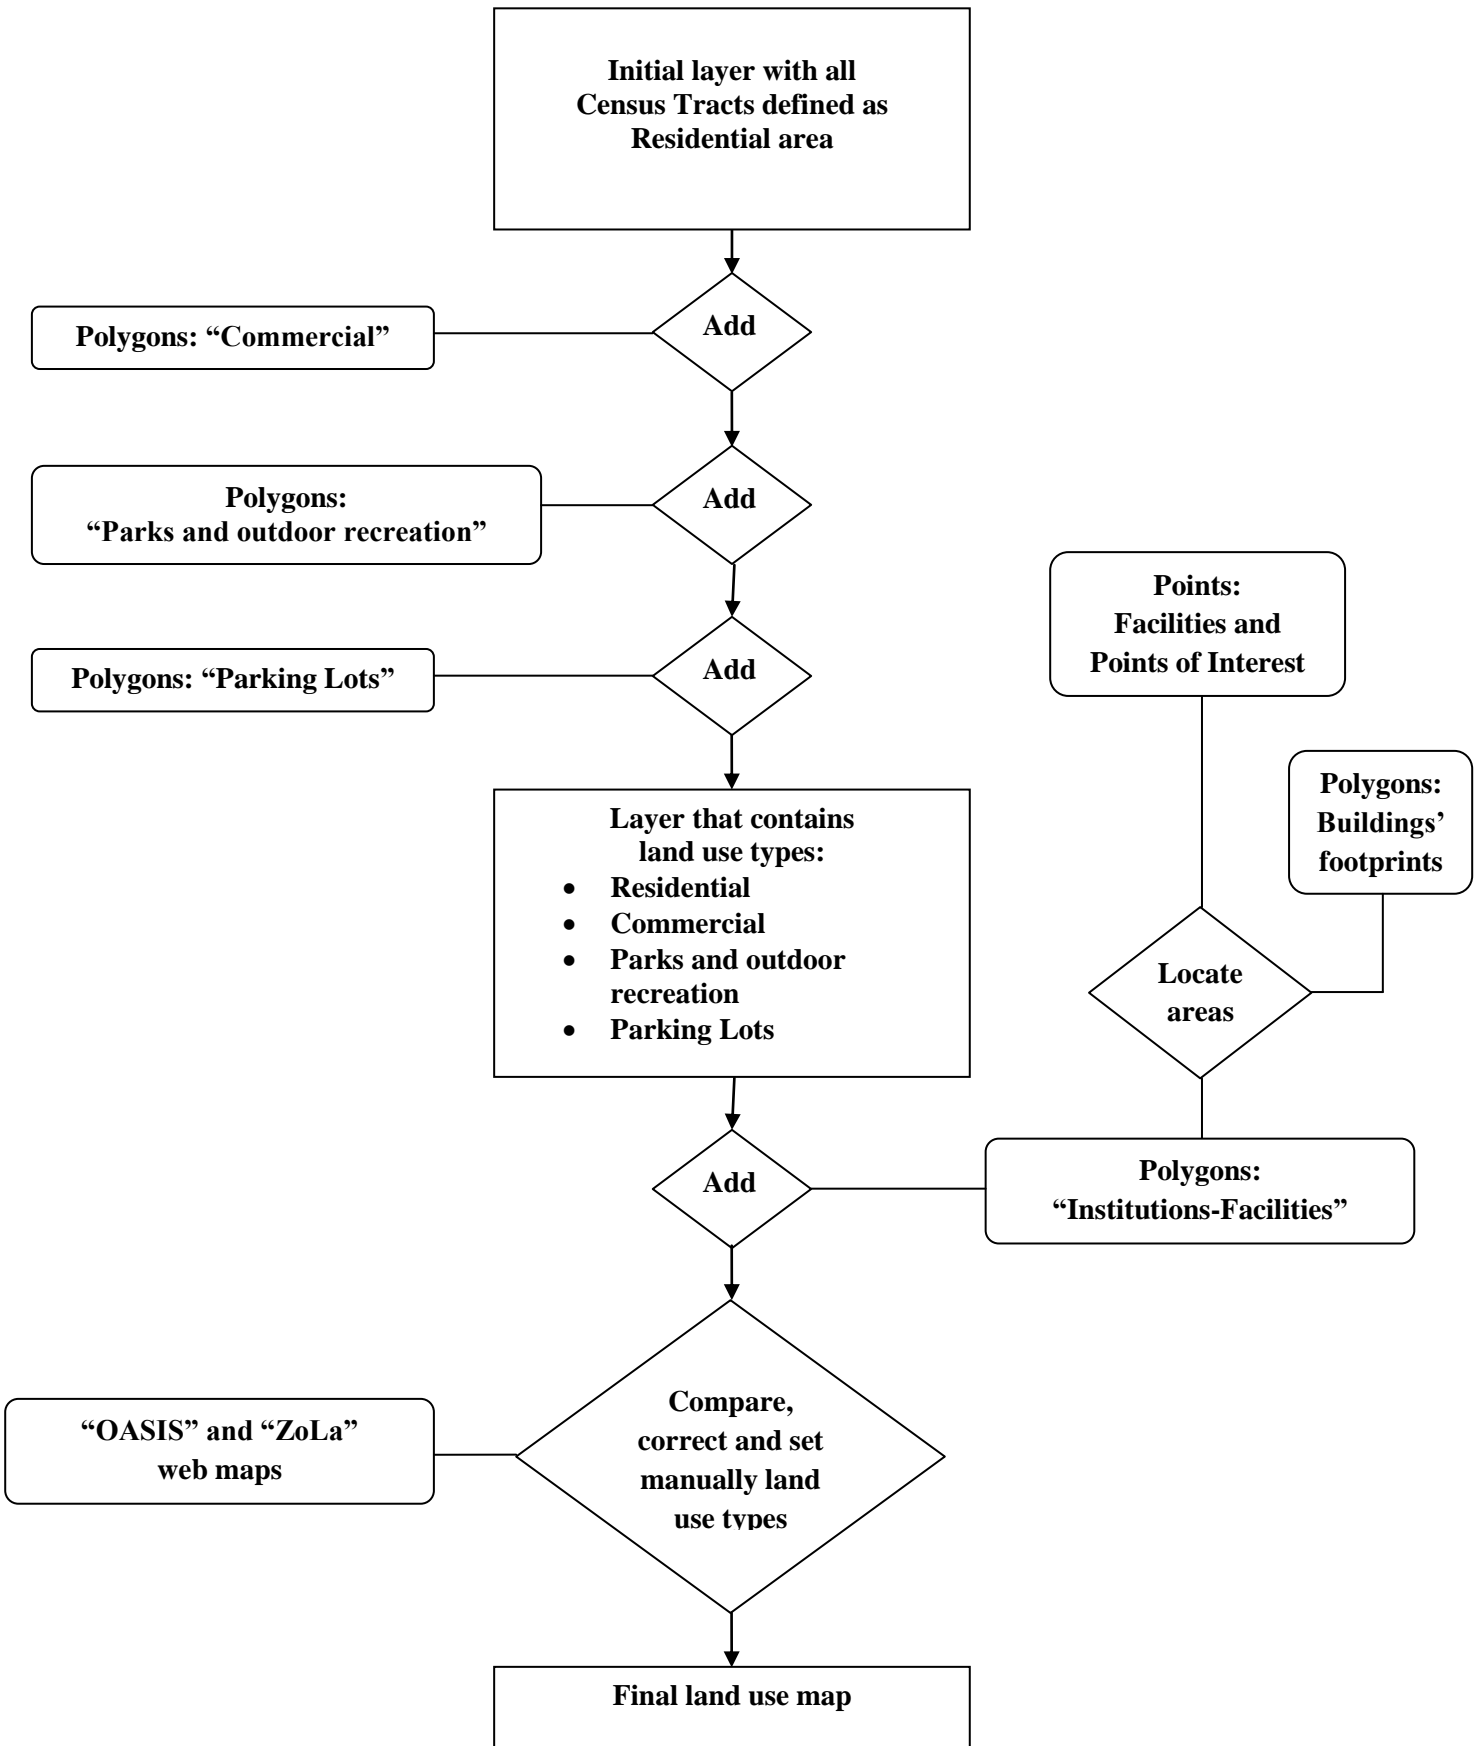 Initial layer with all
Census Tracts defined as
Residential area
Add
Polygons: “Commercial”
Add
Polygons:
“Parks and outdoor recreation”
Add
Polygons: “Parking Lots”
Points:
Facilities and
Points of Interest
Polygons:
Buildings’
footprints
Layer that contains
land use types:
• Residential
• Commercial
• Parks and outdoor
recreation
• Parking Lots
Locate
areas
Add
Polygons:
“Institutions-Facilities”
Compare,
correct and set
manually land
use types
“OASIS” and “ZoLa”
web maps
Final land use map